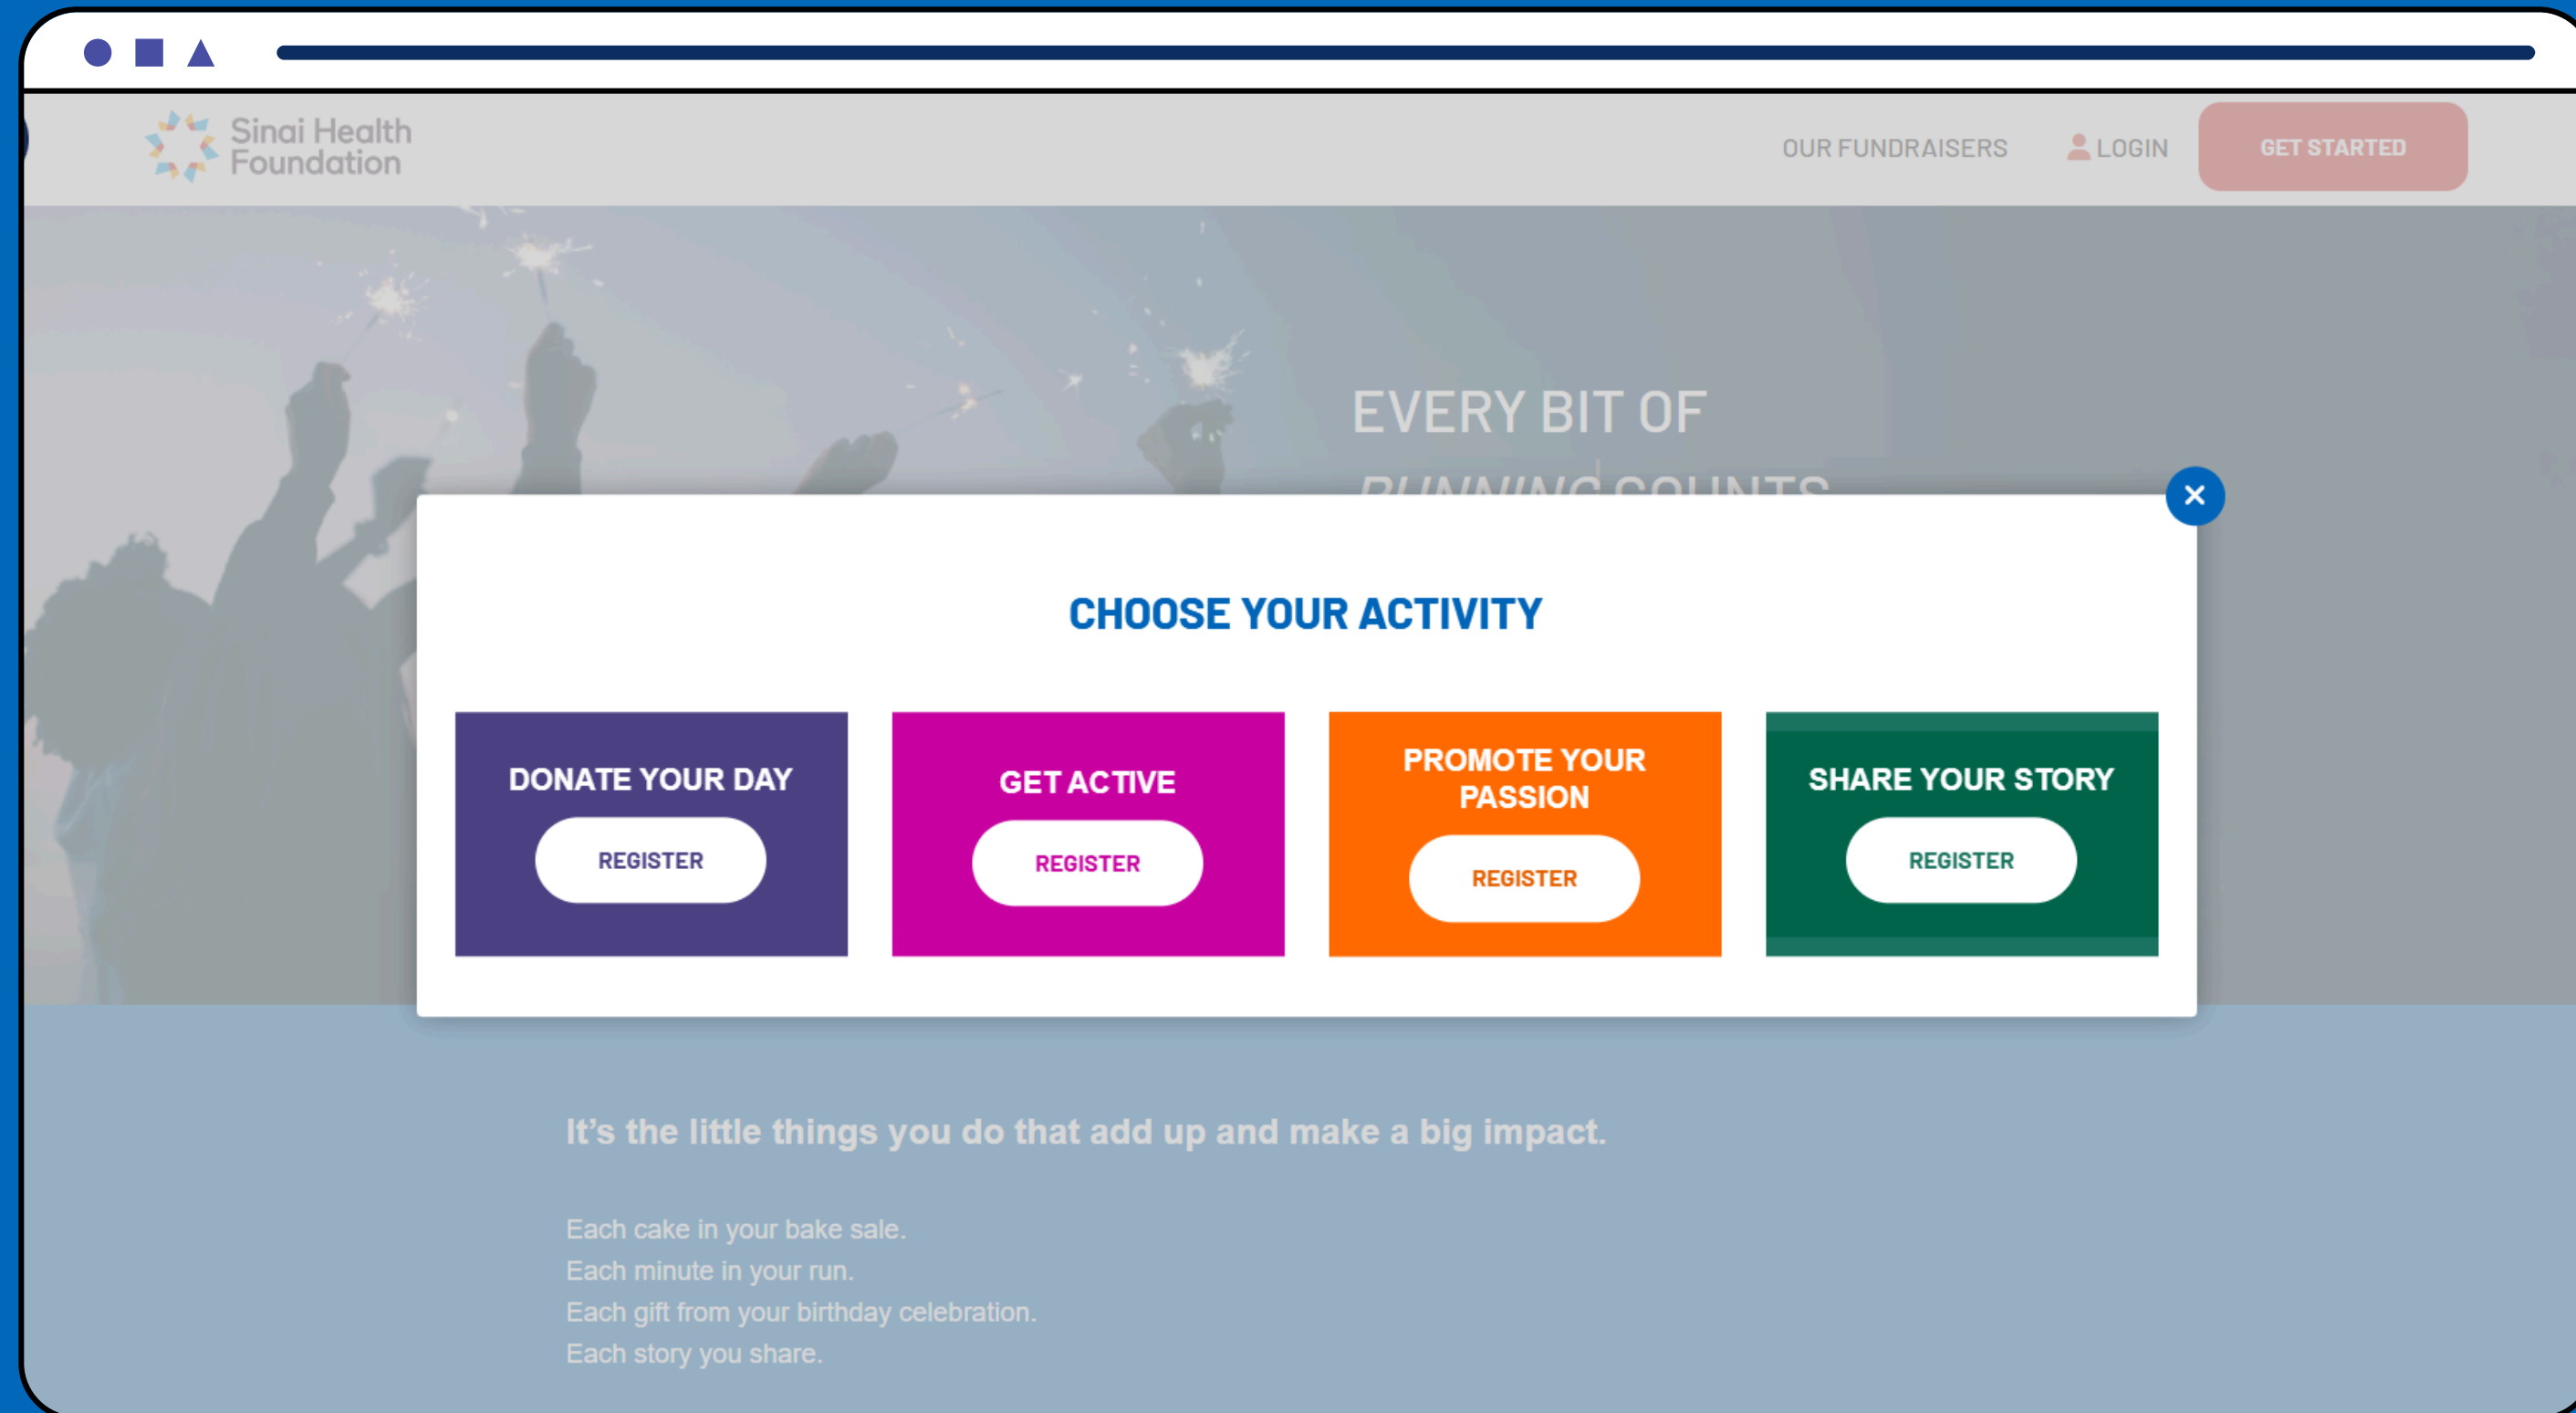 Sinai Health
Foundation
OUR FUNDRAISERS
LOGIN
GET STARTED
EVERY BIT OF
RUNNING COUNTS
CHOOSE YOUR ACTIVITY
DONATE YOUR DAY
REGISTER
GET ACTIVE
REGISTER
PROMOTE YOUR
PASSION
REGISTER
SHARE YOUR STORY
REGISTER
It's the little things you do that add up and make a big impact.
Each cake in your bake sale.
Each minute in your run.
Each gift from your birthday celebration.
Each story you share.